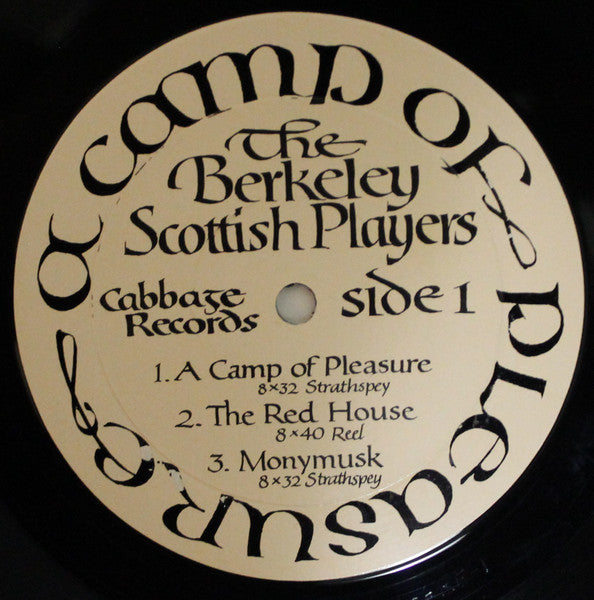 a camp of pleasure
The
Berkeley
Scottish Players
Cabbage
Records
side 1
1. A Camp of Pleasure
8×32 Strathspey
2. The Red House
8×40 Reel
3. Monymusk
8×32 Strathspey